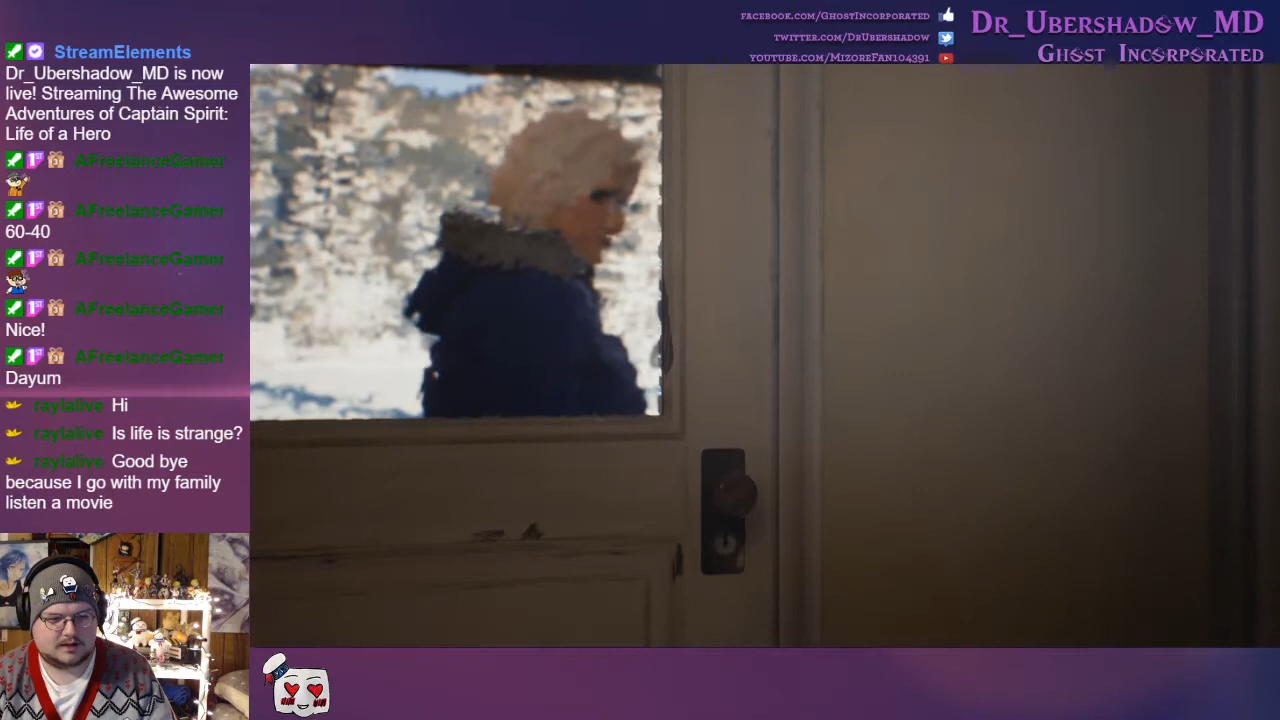 FACEBOOK.COM/GHOSTINCORPORATED
TWITTER.COM/DRUBERSHADOW
YOUTUBE.COM/MIZOREFAN104391
Dr_Ubershadow_MD
Ghost Incorporated
StreamElements
Dr_Ubershadow_MD is now
live! Streaming The Awesome
Adventures of Captain Spirit:
Life of a Hero
AFreelanceGamer
AFreelanceGamer
60-40
AFreelanceGamer
AFreelanceGamer
Nice!
AFreelanceGamer
Dayum
raylalive Hi
raylalive Is life is strange?
raylalive Good bye
because I go with my family
listen a movie